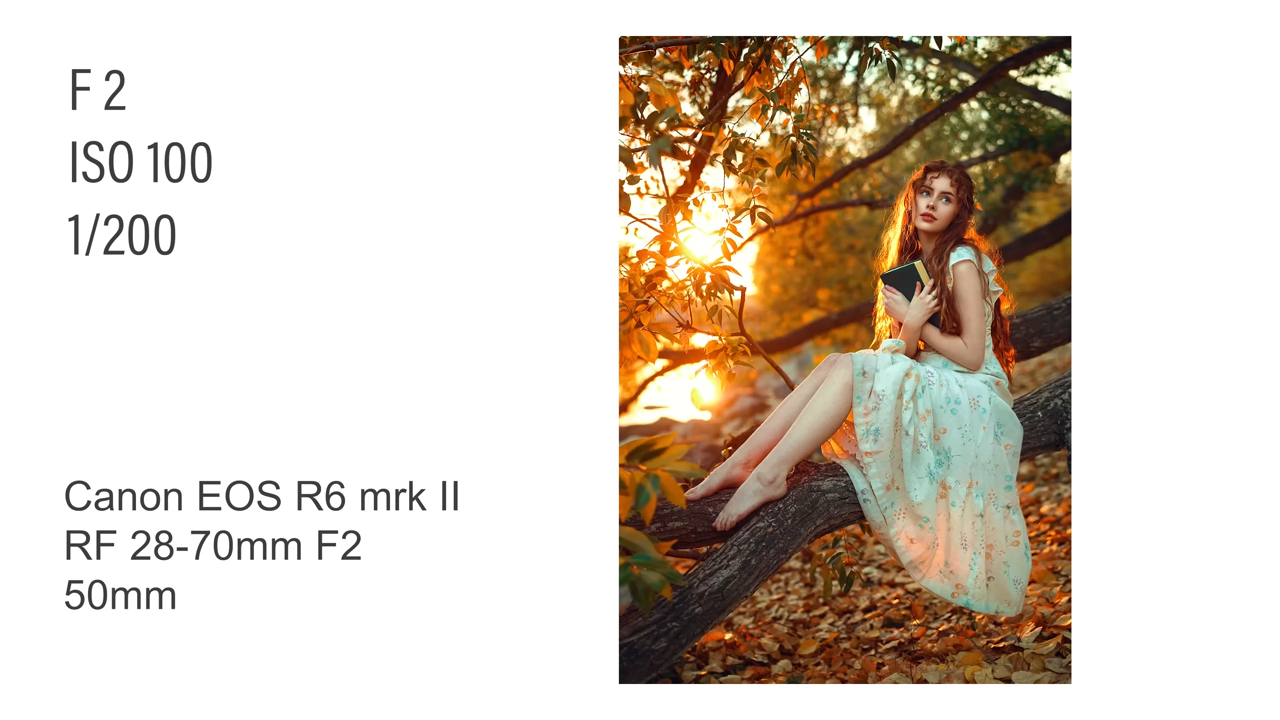 F 2
ISO 100
1/200
Canon EOS R6 mrk II
RF 28-70mm F2
50mm